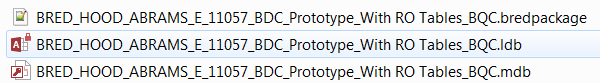 BRED_HOOD_ABRAMS_E_11057_BDC_Prototype_With RO Tables_BQC.bredpackage
BRED_HOOD_ABRAMS_E_11057_BDC_Prototype_With RO Tables_BQC.ldb
BRED_HOOD_ABRAMS_E_11057_BDC_Prototype_With RO Tables_BQC.mdb